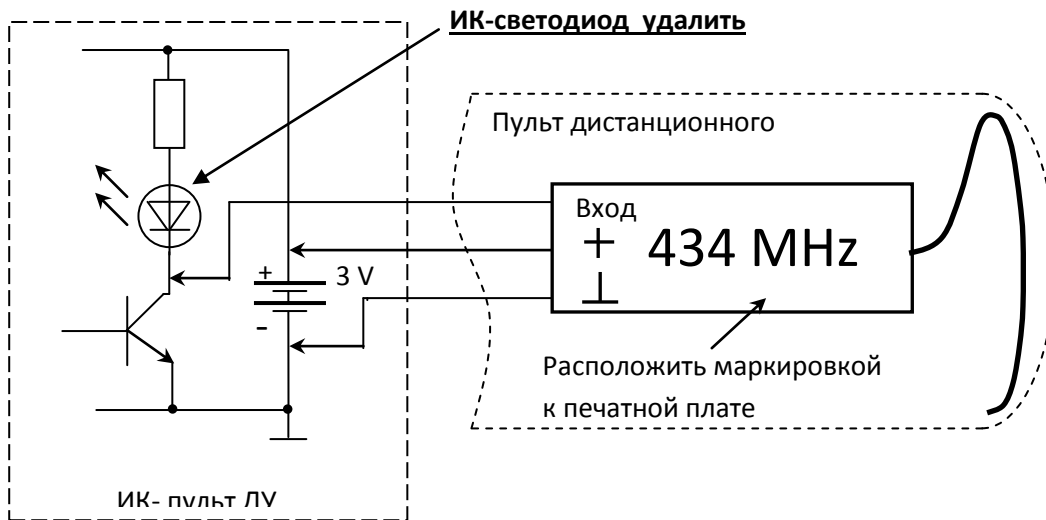 ИК-светодиод удалить
Пульт дистанционного
Вход
+
434 MHz
⊥
+
3 V
-
Расположить маркировкой
к печатной плате
ИК- пульт ДУ